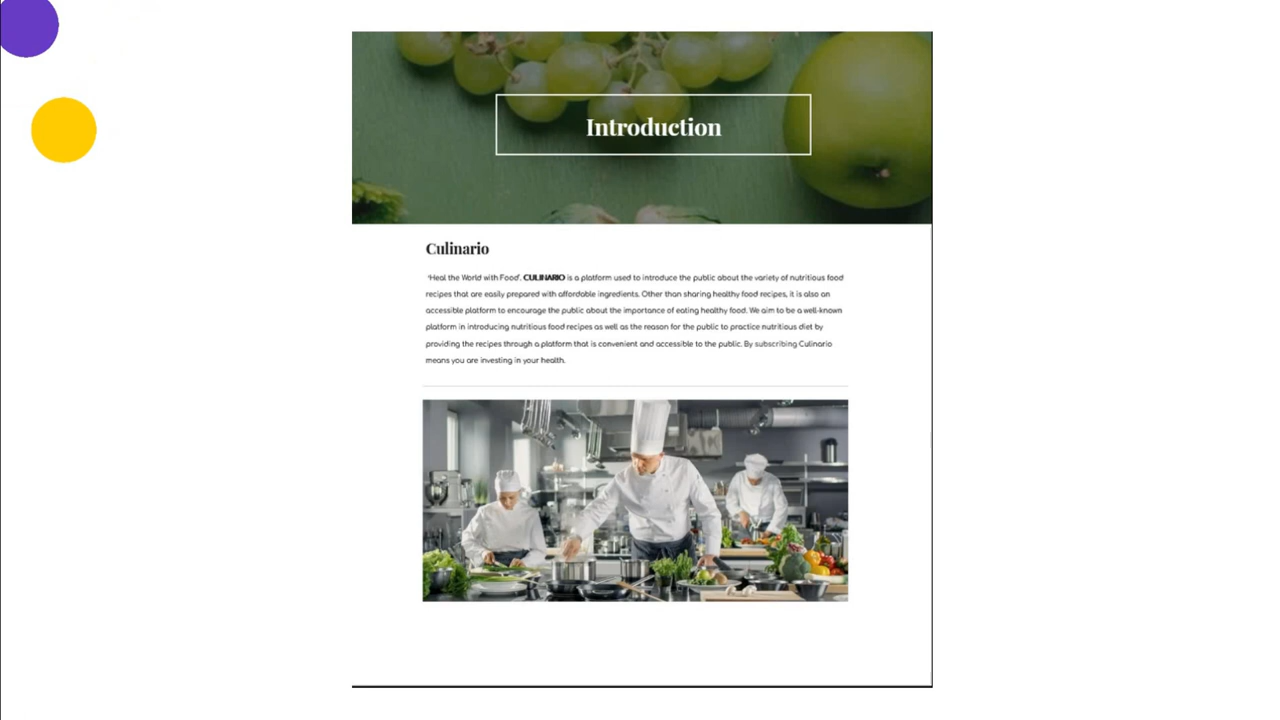 Introduction
Culinario
'Heal the World with Food'. CULINARIO is a platform used to introduce the public about the variety of nutritious food
recipes that are easily prepared with affordable ingredients. Other than sharing healthy food recipes, it is also an
accessible platform to encourage the public about the importance of eating healthy food. We aim to be a well-known
platform in introducing nutritious food recipes as well as the reason for the public to practice nutritious diet by
providing the recipes through a platform that is convenient and accessible to the public. By subscribing Culinario
means you are investing in your health.